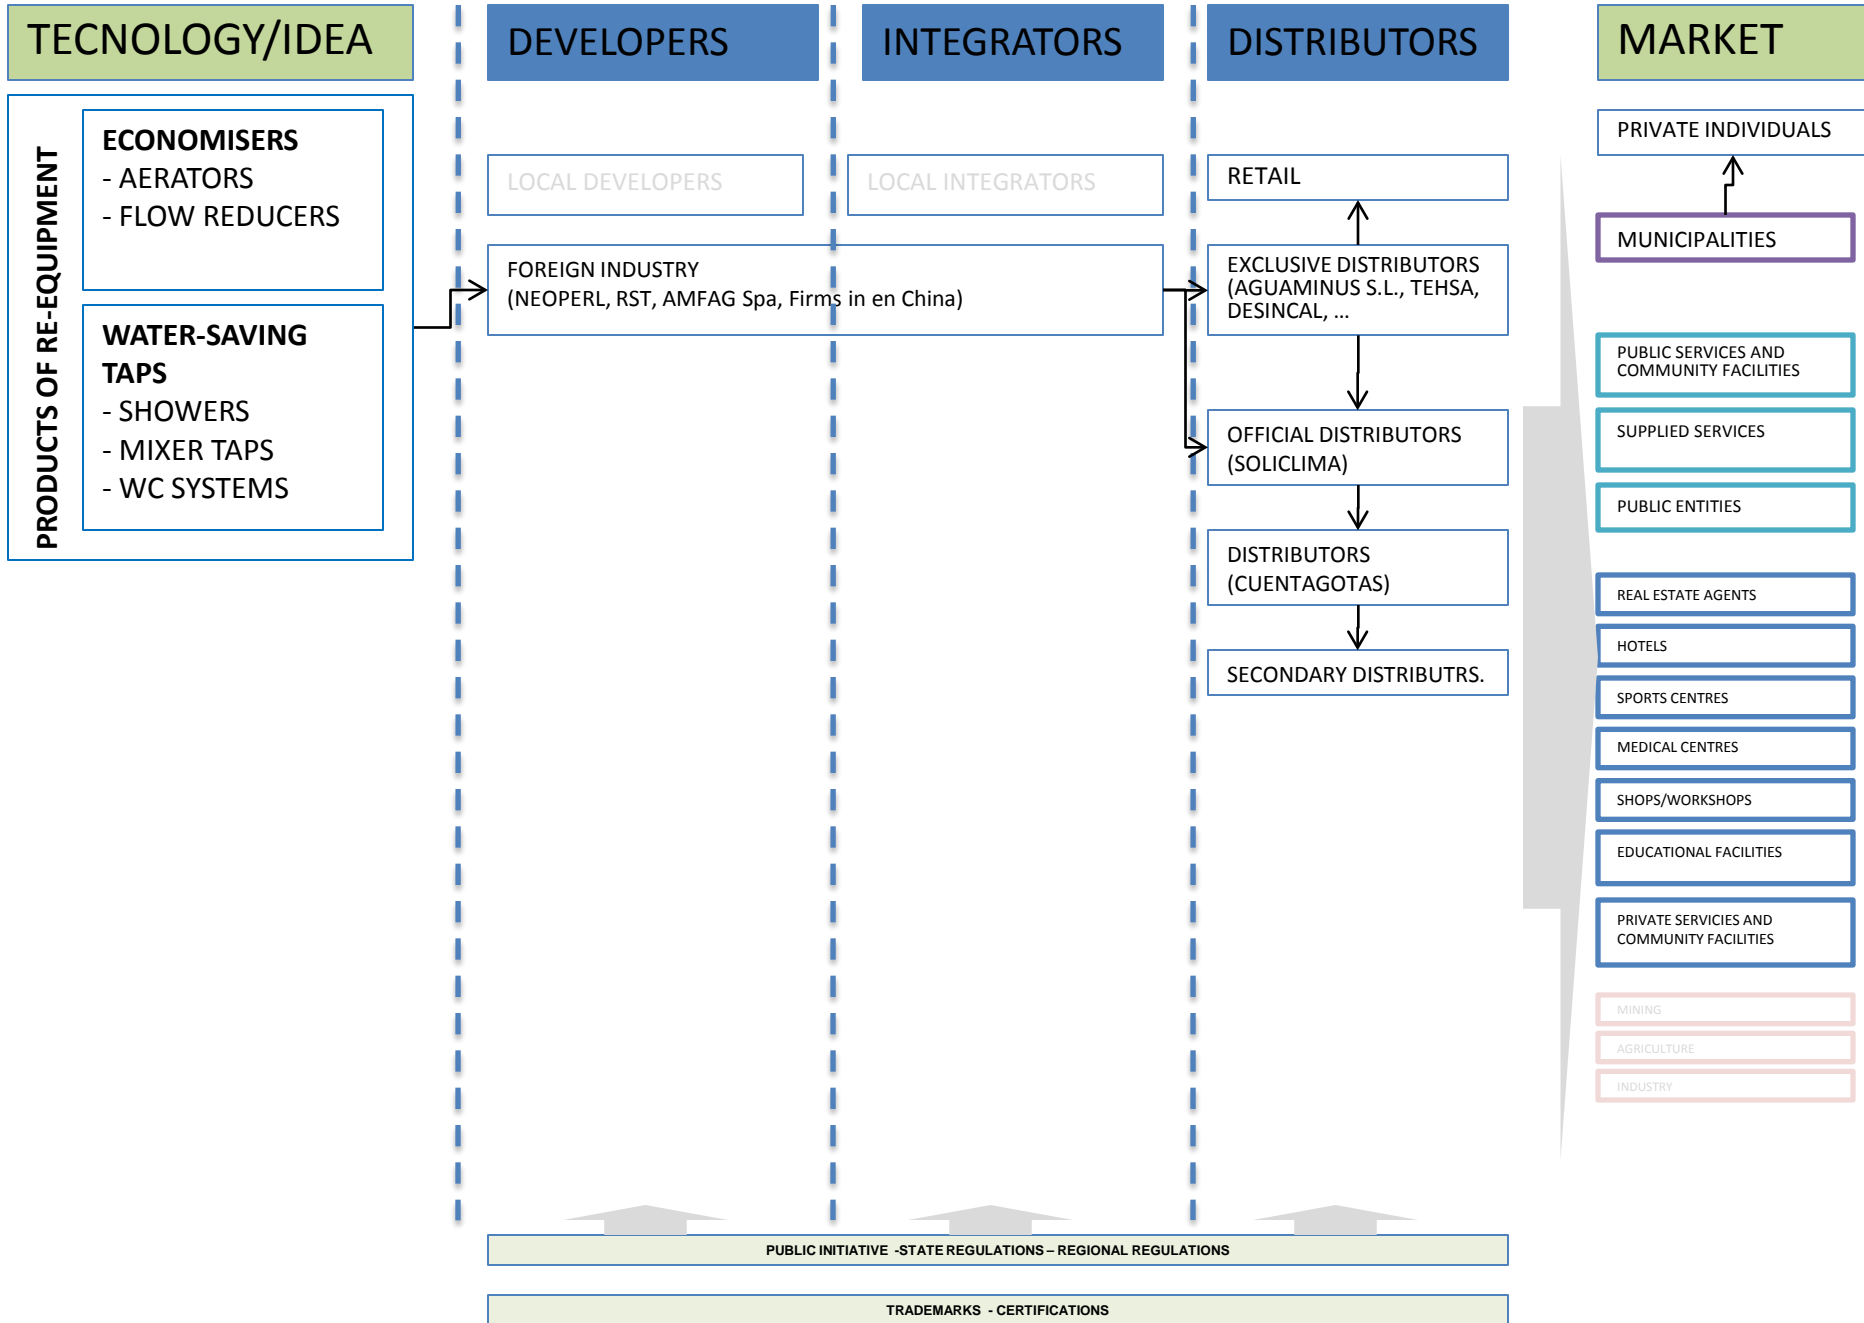 TECNOLOGY/IDEA
DEVELOPERS
INTEGRATORS
DISTRIBUTORS
MARKET
PRODUCTS OF RE-EQUIPMENT
ECONOMISERS
- AERATORS
- FLOW REDUCERS
WATER-SAVING
TAPS
- SHOWERS
- MIXER TAPS
- WC SYSTEMS
LOCAL DEVELOPERS
LOCAL INTEGRATORS
FOREIGN INDUSTRY
(NEOPERL, RST, AMFAG Spa, Firms in en China)
RETAIL
EXCLUSIVE DISTRIBUTORS
(AGUAMINUS S.L., TEHSA,
DESINCAL, ...
OFFICIAL DISTRIBUTORS
(SOLICLIMA)
DISTRIBUTORS
(CUENTAGOTAS)
SECONDARY DISTRIBUTRS.
PRIVATE INDIVIDUALS
MUNICIPALITIES
PUBLIC SERVICES AND
COMMUNITY FACILITIES
SUPPLIED SERVICES
PUBLIC ENTITIES
REAL ESTATE AGENTS
HOTELS
SPORTS CENTRES
MEDICAL CENTRES
SHOPS/WORKSHOPS
EDUCATIONAL FACILITIES
PRIVATE SERVICIES AND
COMMUNITY FACILITIES
MINING
AGRICULTURE
INDUSTRY
PUBLIC INITIATIVE -STATE REGULATIONS – REGIONAL REGULATIONS
TRADEMARKS - CERTIFICATIONS